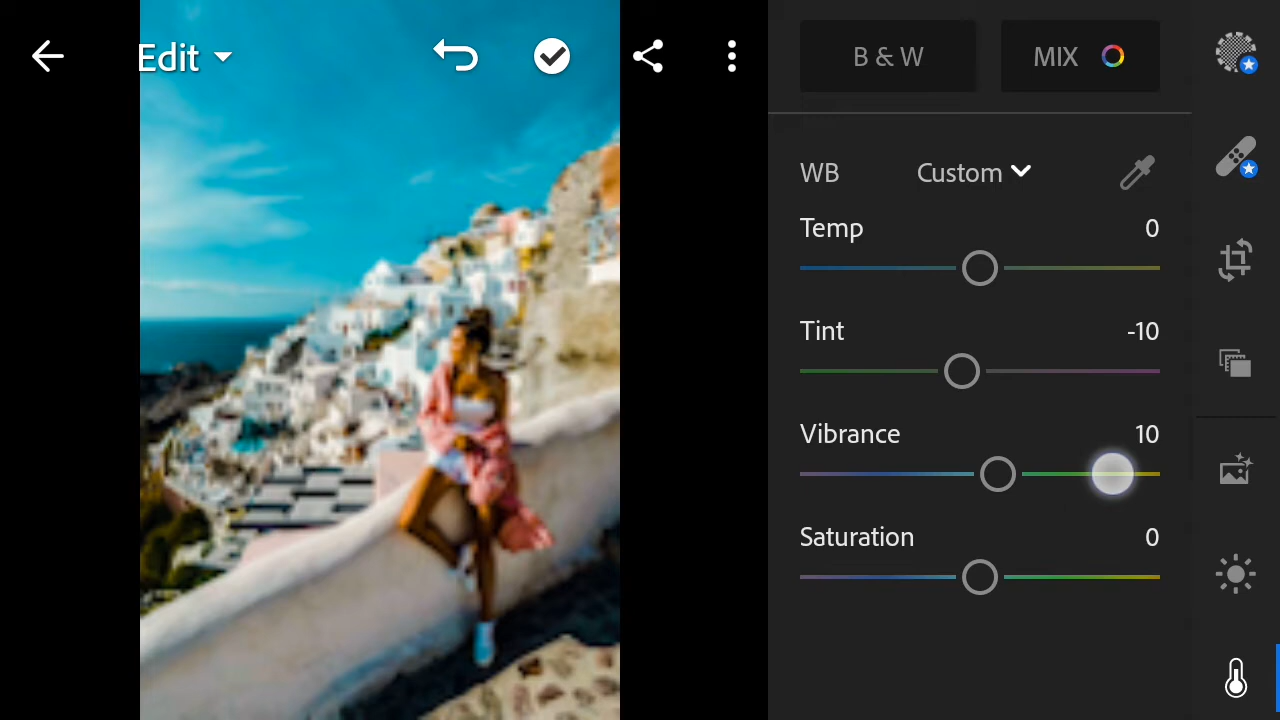 Edit
B & W
MIX
WB Custom
Temp 0
Tint -10
Vibrance 10
Saturation 0